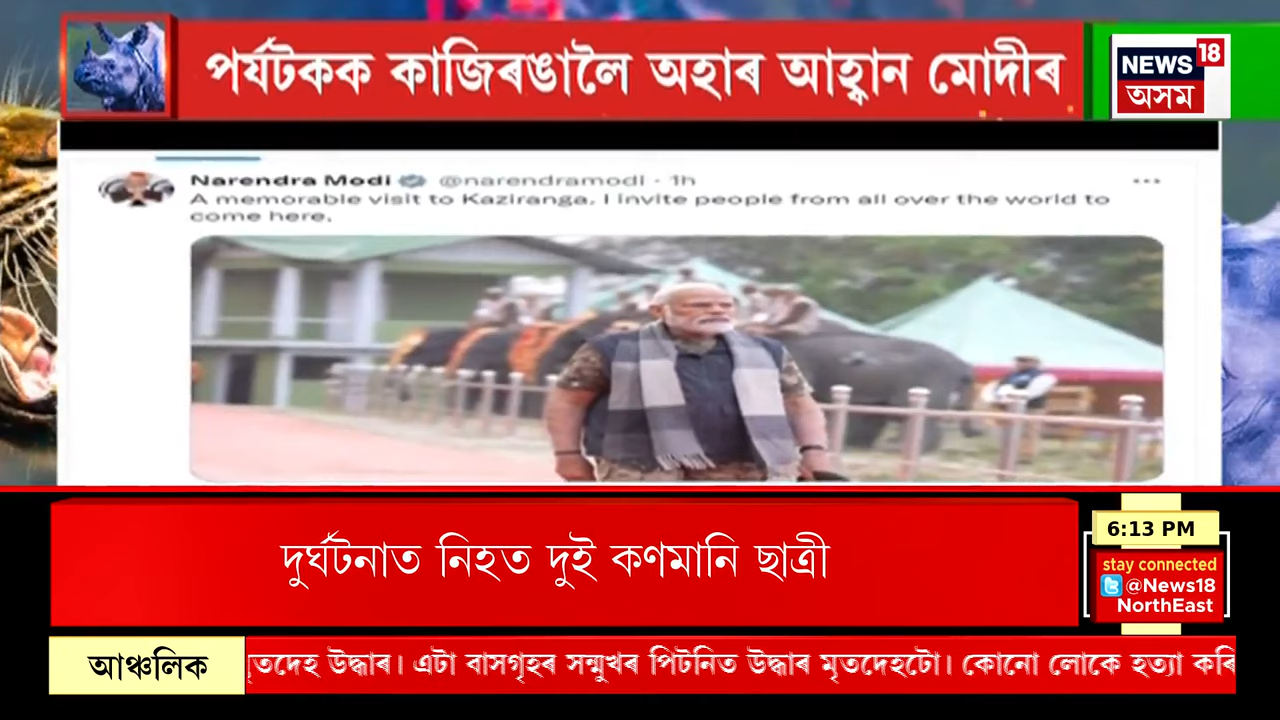 পৰ্যটকক কাজিৰঙালৈ অহাৰ আহ্বান মোদীৰ
NEWS 18
অসম
Narendra Modi @narendramodi · 1h
A memorable visit to Kaziranga. I invite people from all over the world to
come here.
দুৰ্ঘটনাত নিহত দুই কণমানি ছাত্ৰী
6:13 PM
stay connected
@News18
NorthEast
আঞ্চলিক
মৃতদেহ উদ্ধাৰ। এটা বাসগৃহৰ সন্মুখৰ পিটনিত উদ্ধাৰ মৃতদেহটো। কোনো লোকে হত্যা কৰি